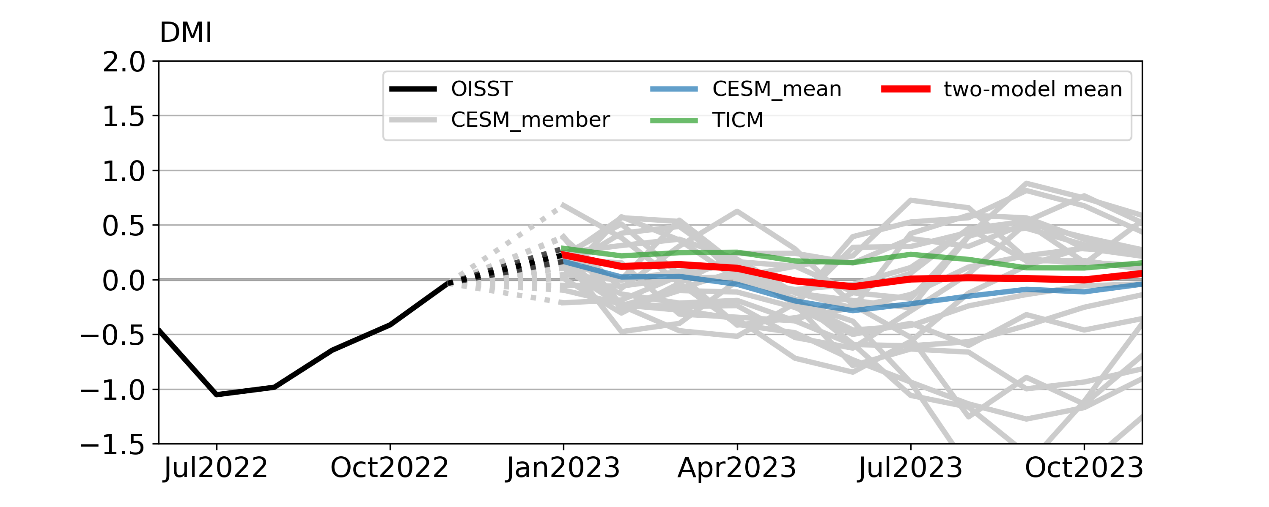 DMI
2.0
1.5
1.0
0.5
0.0
−0.5
−1.0
−1.5
OISST
CESM_member
CESM_mean
TICM
two-model mean
Jul2022 Oct2022 Jan2023 Apr2023 Jul2023 Oct2023